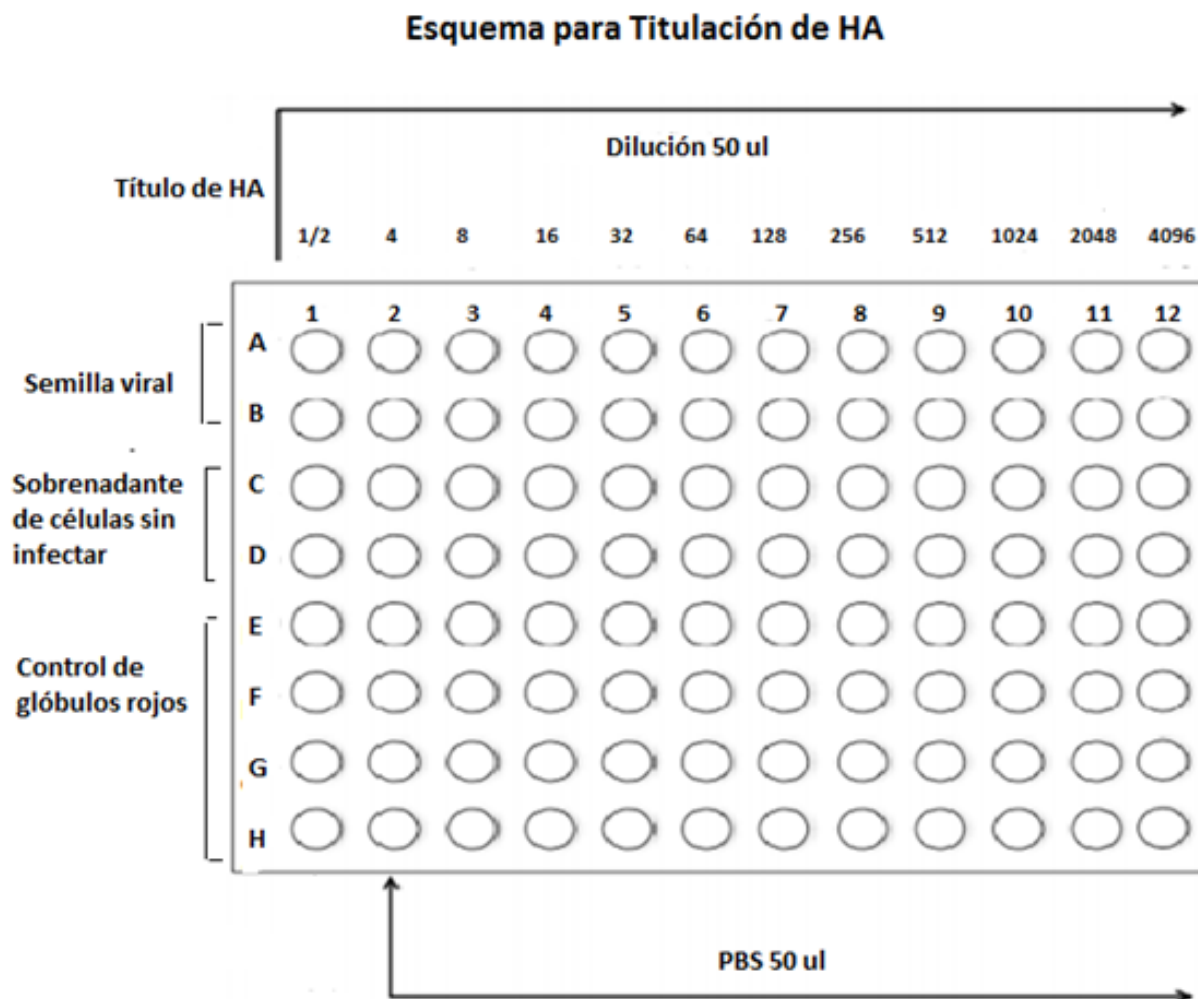 Esquema para Titulación de HA
Dilución 50 ul
Título de HA
1/2 4 8 16 32 64 128 256 512 1024 2048 4096
1 2 3 4 5 6 7 8 9 10 11 12
A
Semilla viral
B
Sobrenadante
de células sin
infectar
C
D
E
Control de
glóbulos rojos
F
G
H
PBS 50 ul